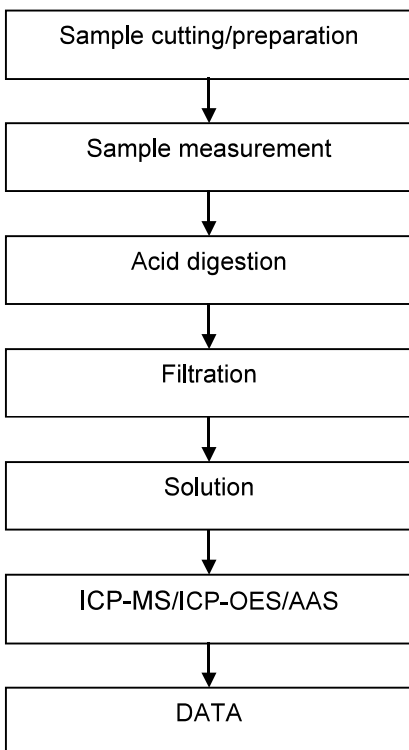 Sample cutting/preparation
Sample measurement
Acid digestion
Filtration
Solution
ICP-MS/ICP-OES/AAS
DATA